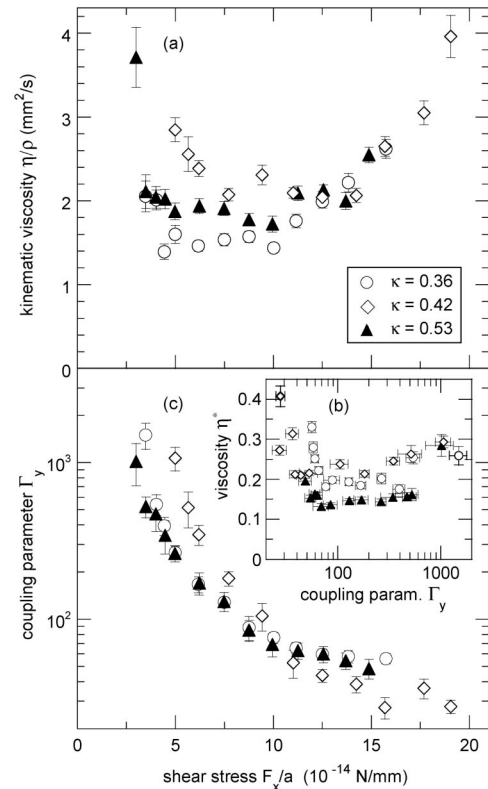 4
3
2
1
0
kinematic viscosity η/ρ (mm²/s)
(a)
κ = 0.36
κ = 0.42
κ = 0.53
(c)
10³
10²
coupling parameter Γy
(b)
0.4
0.3
0.2
0.1
0
viscosity η*
100
1000
coupling param. Γy
0
5
10
15
20
shear stress Fx/a (10⁻¹⁴ N/mm)